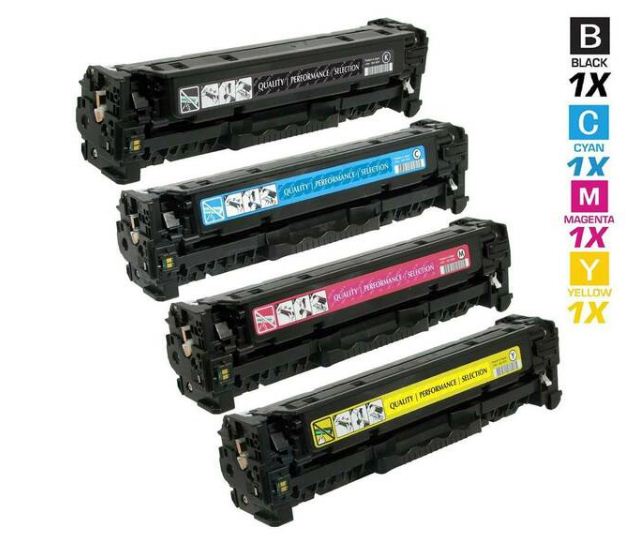 QUALITY | PERFORMANCE | SELECTION
K
QUALITY | PERFORMANCE | SELECTION
C
QUALITY | PERFORMANCE | SELECTION
M
QUALITY | PERFORMANCE | SELECTION
Y
B
BLACK
1X
C
CYAN
1X
M
MAGENTA
1X
Y
YELLOW
1X